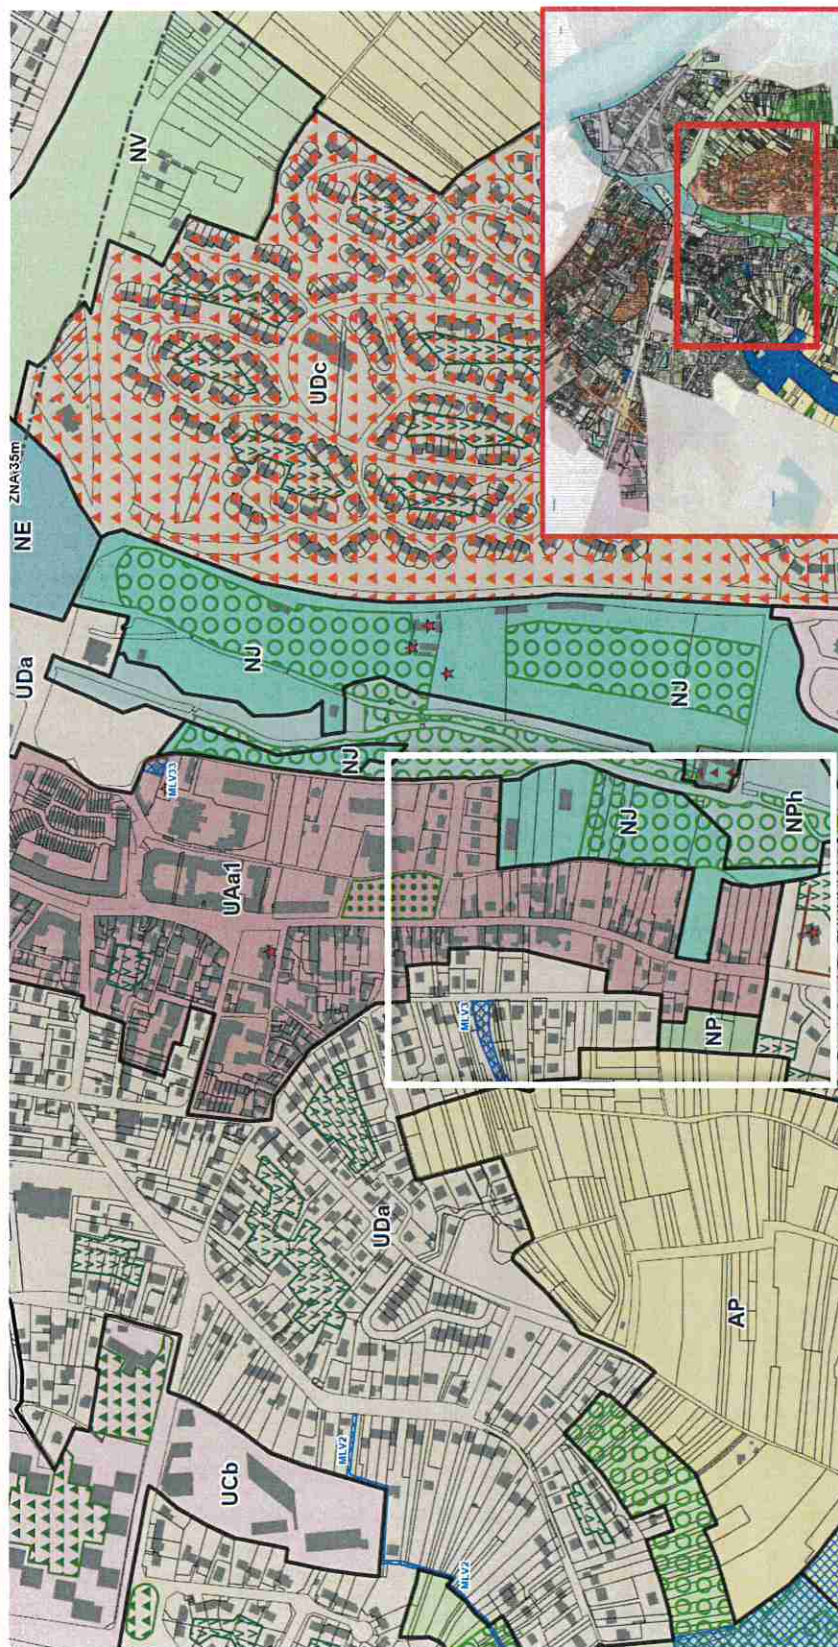 NV
NE
ZNA\35m
UDa
UDc
NJ
MLV33
NJ
UAa1
NJ
NJ
NPh
MLV3
NP
UDa
AP
MLV2
UCb
MLV2